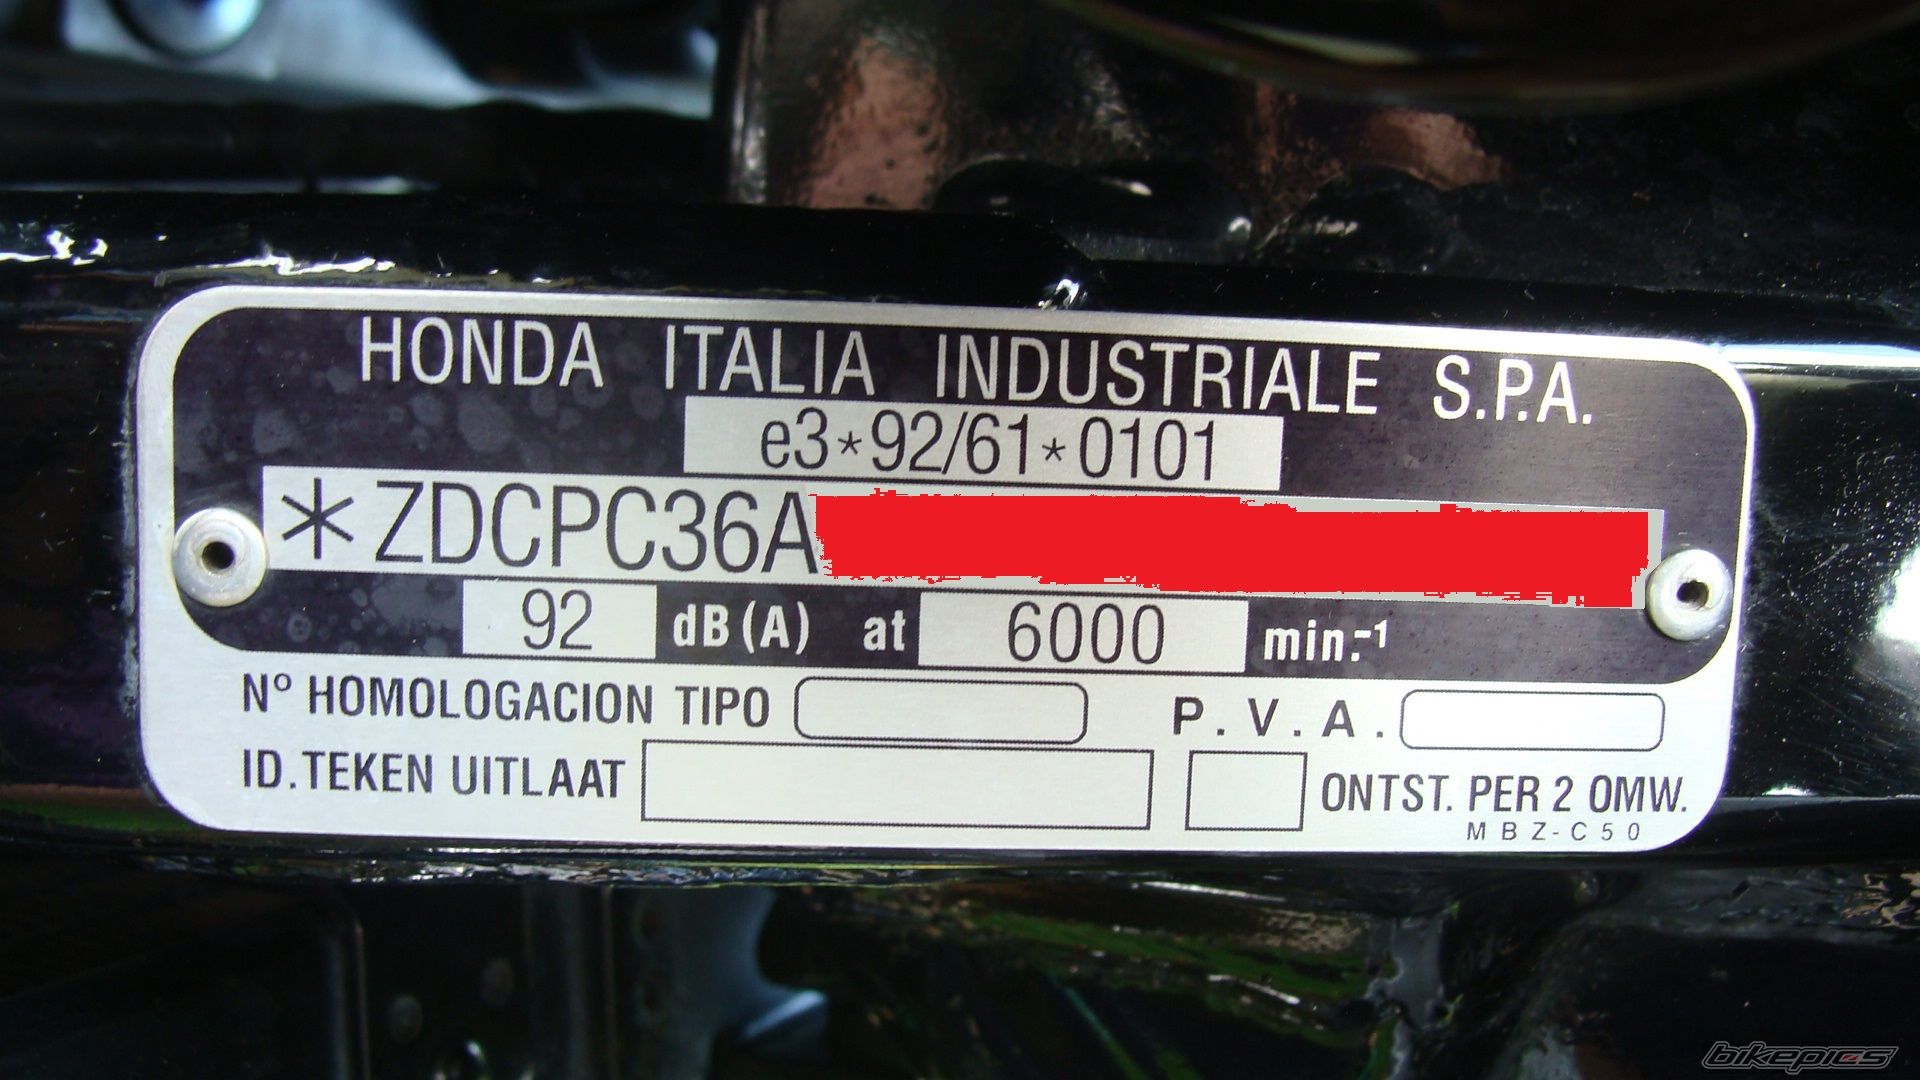 HONDA ITALIA INDUSTRIALE S.P.A.
e3*92/61*0101
*ZDCPC36A
92 dB(A) at 6000 min.-1
Nº HOMOLOGACION TIPO P.V.A.
ID.TEKEN UITLAAT ONTST. PER 2 OMW.
MBZ-C50
bikepics